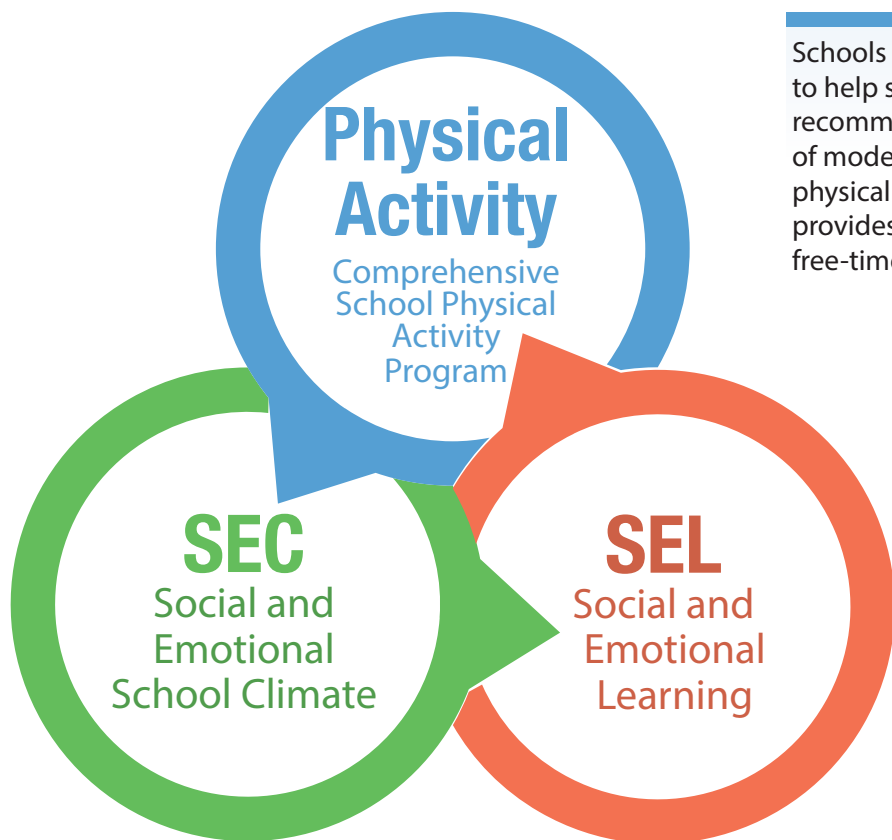 Physical
Activity
Comprehensive
School Physical
Activity
Program
SEC
Social and
Emotional
School Climate
SEL
Social and
Emotional
Learning
Schools
to help s
recomm
of mode
physical
provides
free-time